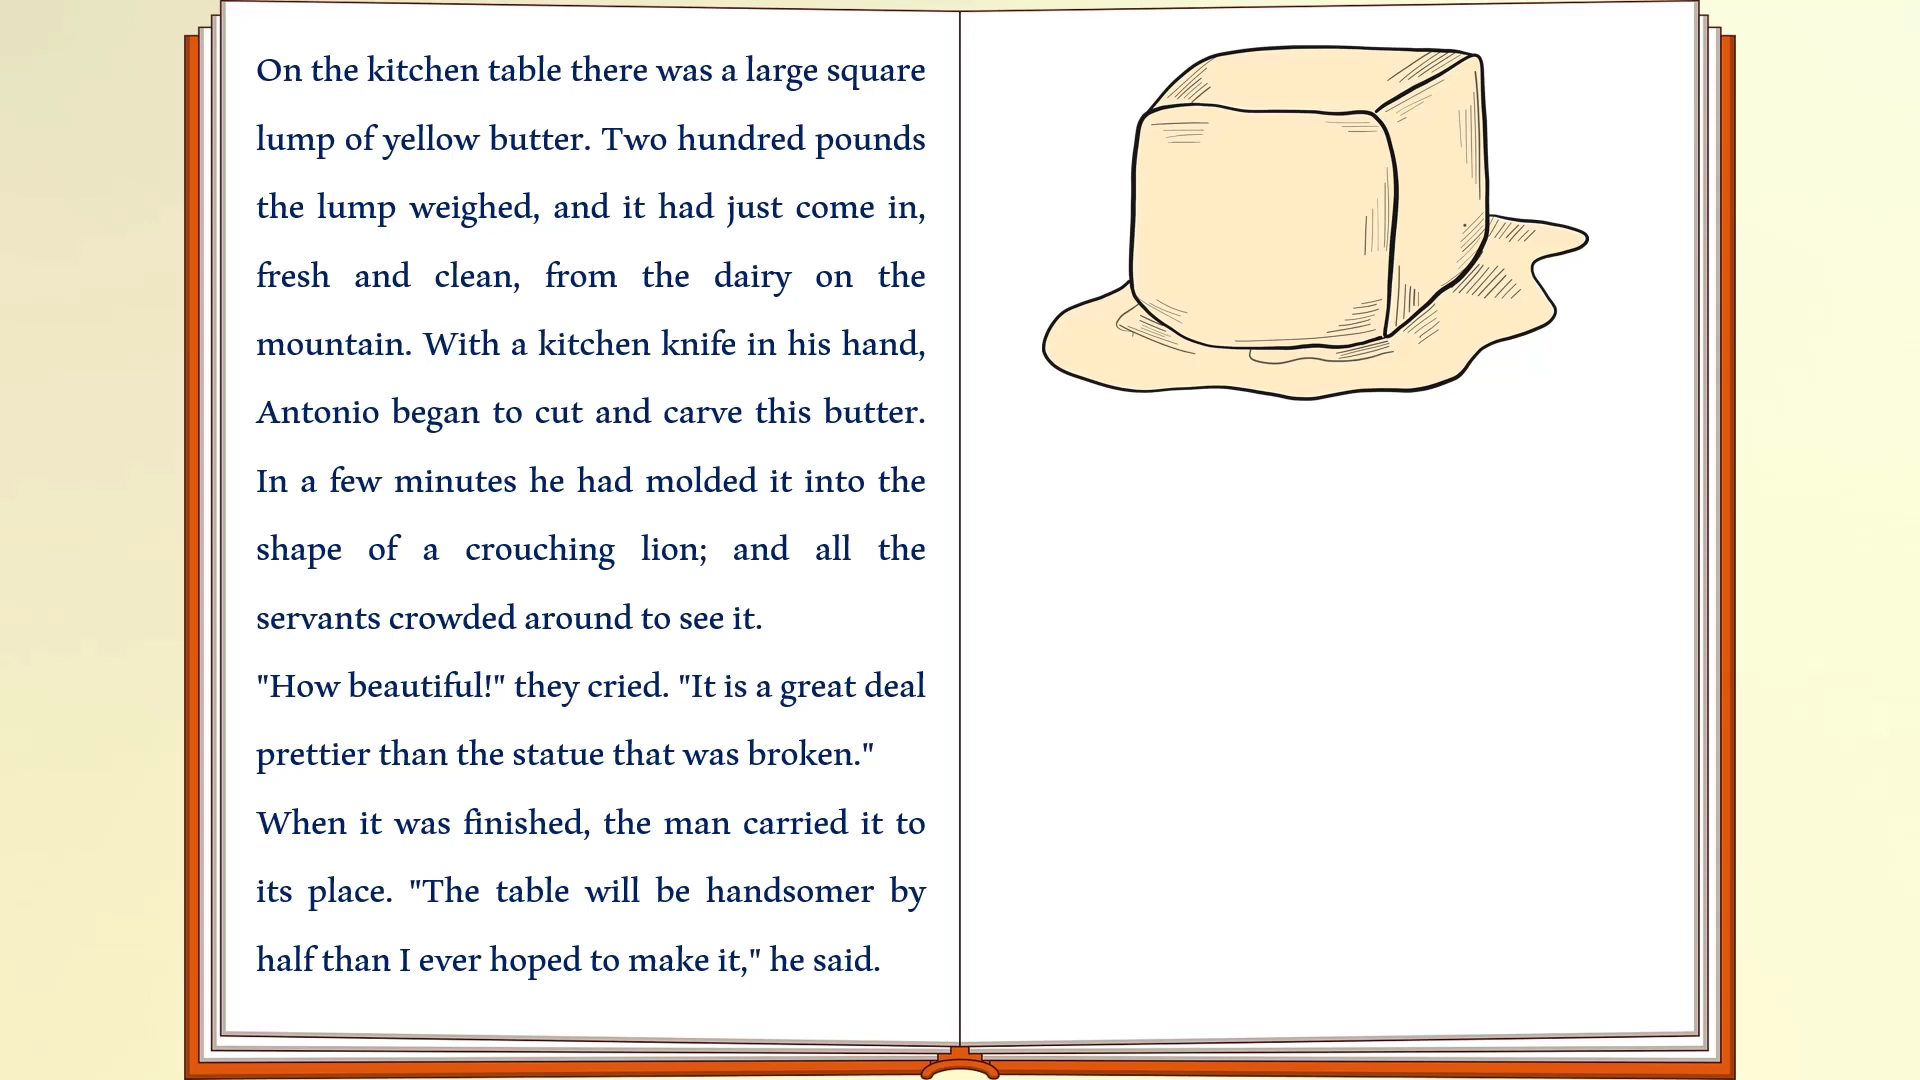 On the kitchen table there was a large square
lump of yellow butter. Two hundred pounds
the lump weighed, and it had just come in,
fresh and clean, from the dairy on the
mountain. With a kitchen knife in his hand,
Antonio began to cut and carve this butter.
In a few minutes he had molded it into the
shape of a crouching lion; and all the
servants crowded around to see it.
"How beautiful!" they cried. "It is a great deal
prettier than the statue that was broken."
When it was finished, the man carried it to
its place. "The table will be handsomer by
half than I ever hoped to make it," he said.